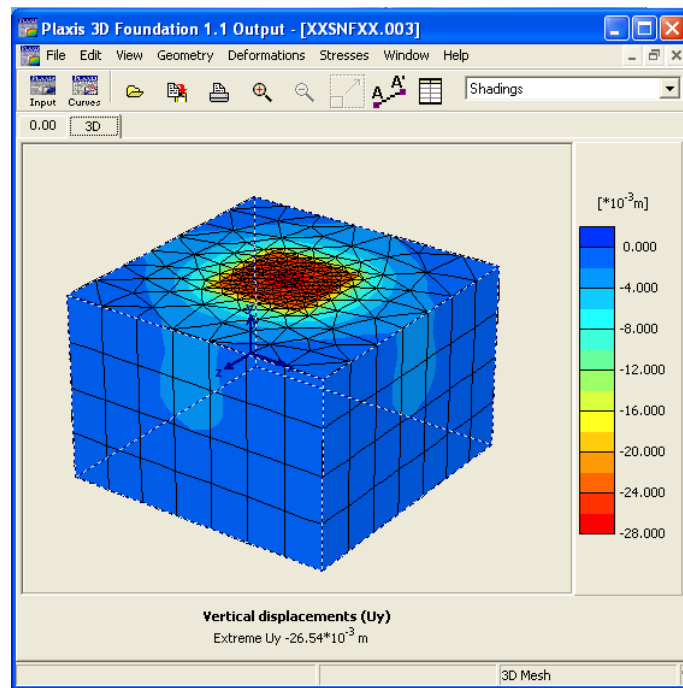 Plaxis 3D Foundation 1.1 Output - [XXSNFXX.003]
File Edit View Geometry Deformations Stresses Window Help
Input Curves A A' Shadings
0.00 3D
[*10-3m]
0.000
-4.000
-8.000
-12.000
-16.000
-20.000
-24.000
-28.000
z
Vertical displacements (Uy)
Extreme Uy -26.54*10-3 m
3D Mesh